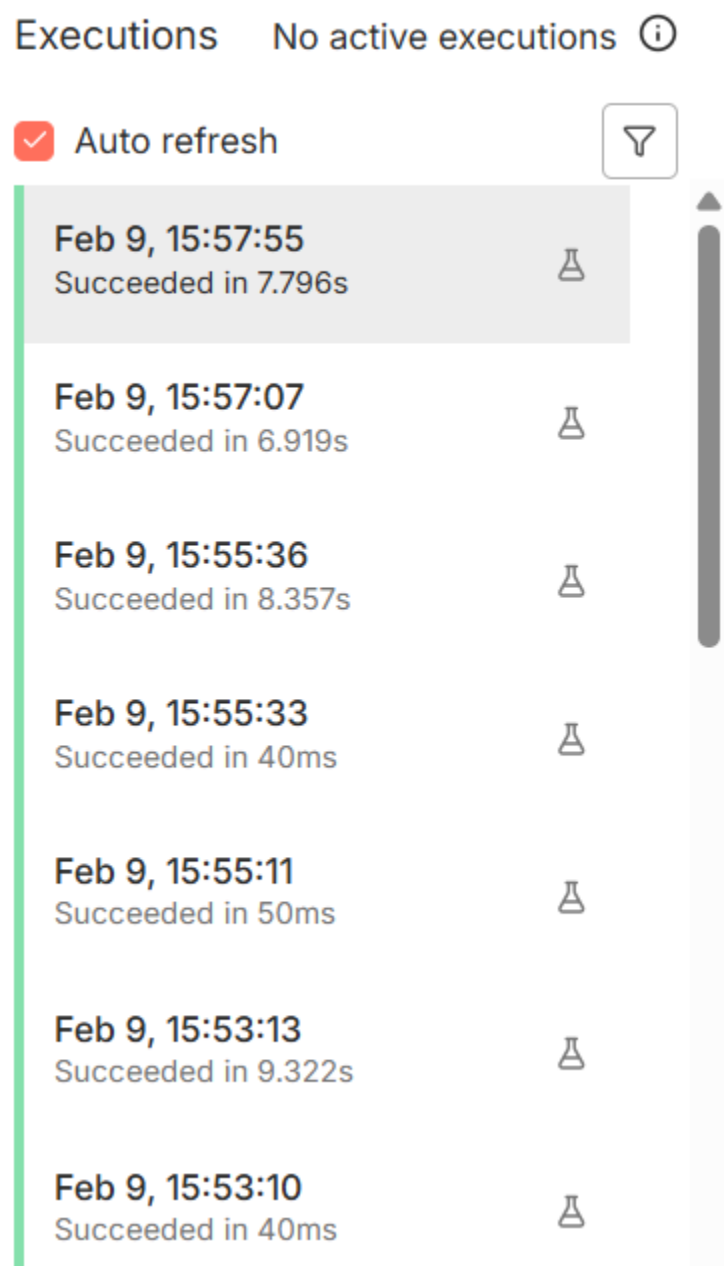 Executions No active executions
Auto refresh
Feb 9, 15:57:55
Succeeded in 7.796s
Feb 9, 15:57:07
Succeeded in 6.919s
Feb 9, 15:55:36
Succeeded in 8.357s
Feb 9, 15:55:33
Succeeded in 40ms
Feb 9, 15:55:11
Succeeded in 50ms
Feb 9, 15:53:13
Succeeded in 9.322s
Feb 9, 15:53:10
Succeeded in 40ms